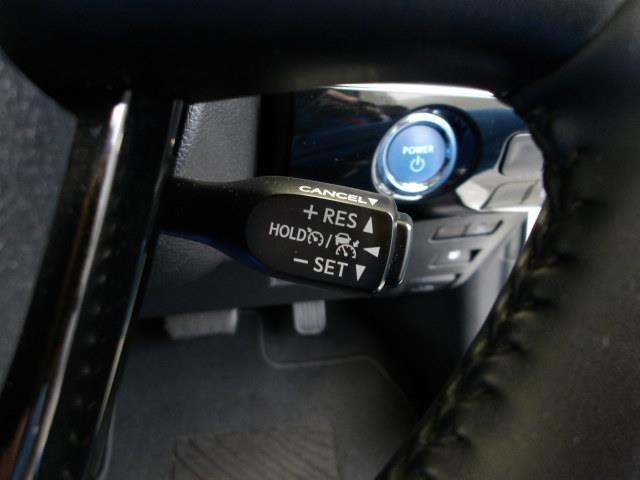 POWER
CANCEL▼
+ RES ▲
HOLD / ◀
− SET ▼